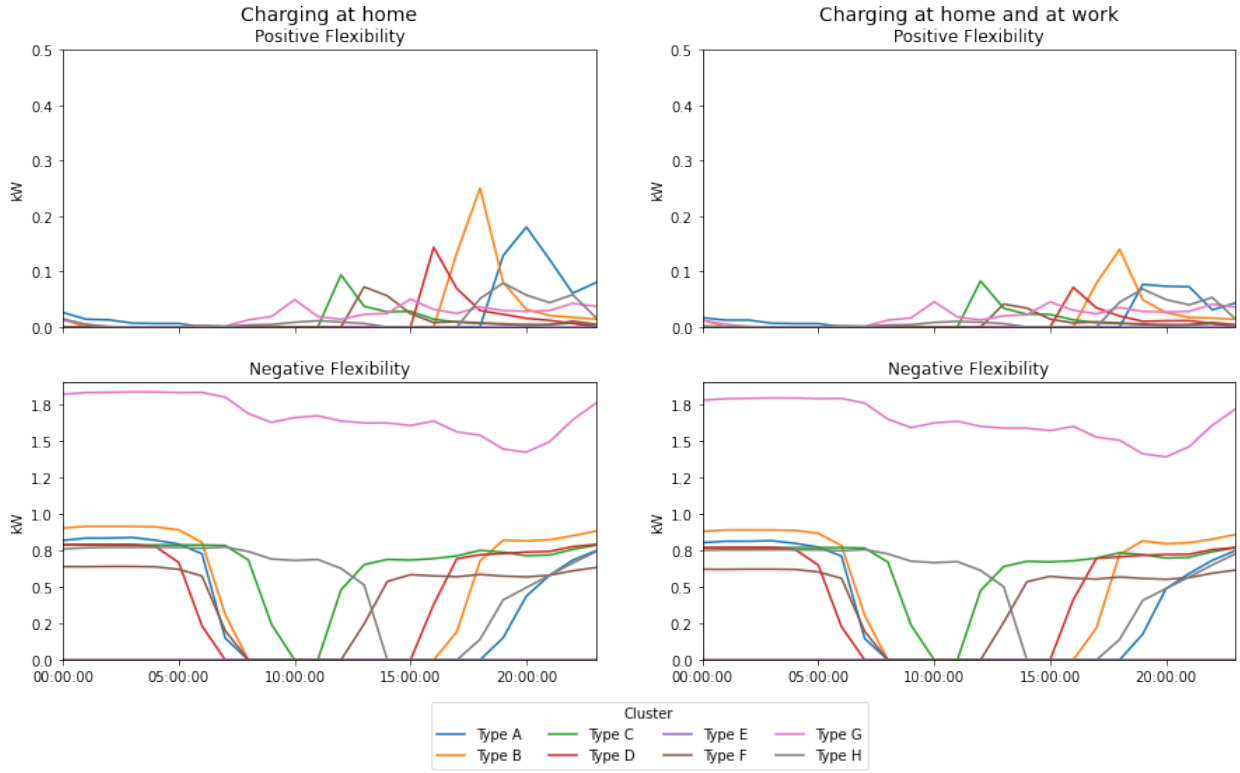 Charging at home
Charging at home and at work
Positive Flexibility
Positive Flexibility
0.5
0.4
0.3
0.2
0.1
0.0
kW
0.5
0.4
0.3
0.2
0.1
0.0
kW
Negative Flexibility
Negative Flexibility
1.8
1.5
1.2
1.0
0.8
0.5
0.2
0.0
kW
00:00:00 05:00:00 10:00:00 15:00:00 20:00:00
1.8
1.5
1.2
1.0
0.8
0.5
0.2
0.0
kW
00:00:00 05:00:00 10:00:00 15:00:00 20:00:00
Cluster
Type A Type C Type E Type G
Type B Type D Type F Type H